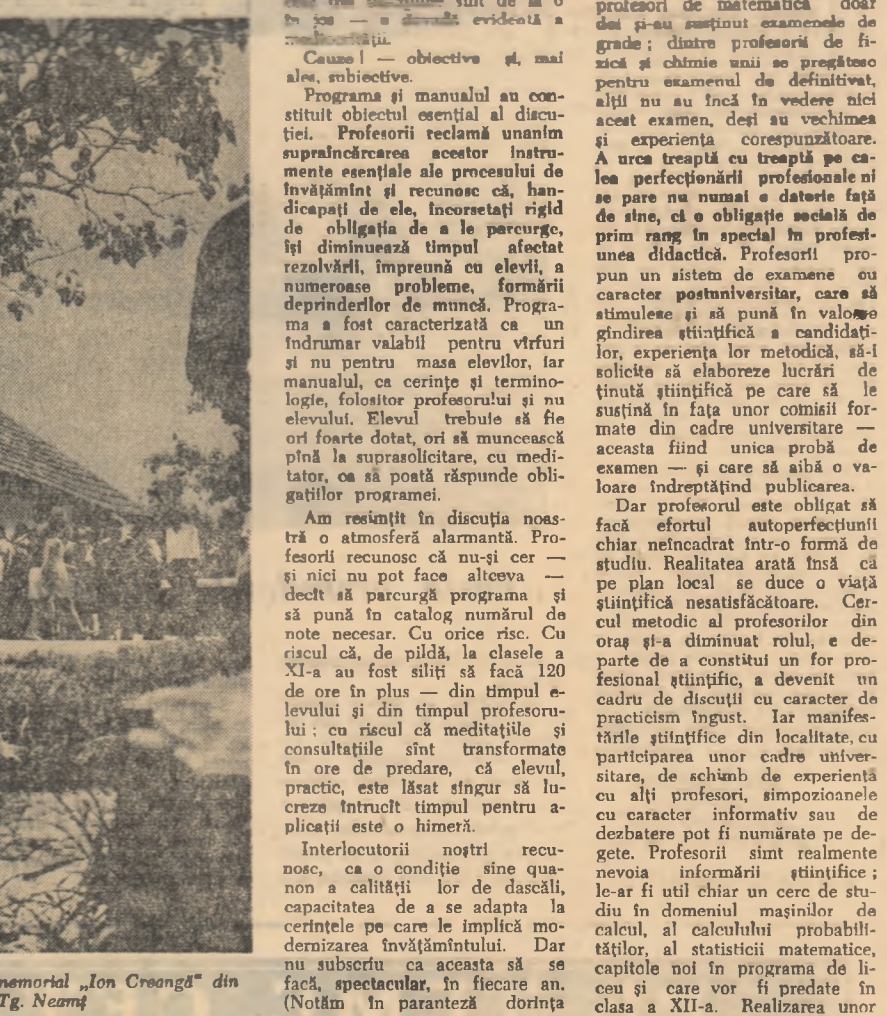 sînt de la o
în jos — o dovadă evidentă a
mediocrității.
Cauze! — obiective și, mai
ales, subiective.
Programa și manualul au con-
stituit obiectul esențial al discu-
ției. Profesorii reclamă unanim
supraîncărcarea acestor instru-
mente esențiale ale procesului de
învățămînt și recunosc că, han-
dicapați de ele, încorsetați rigid
de obligația de a le parcurge,
își diminuează timpul afectat
rezolvării, împreună cu elevii, a
numeroase probleme, formării
deprinderilor de muncă. Progra-
ma a fost caracterizată ca un
îndrumar valabil pentru vîrfuri
și nu pentru masa elevilor, iar
manualul, ca cerințe și termino-
logie, folositor profesorului și nu
elevului. Elevul trebuie să fie
ori foarte dotat, ori să muncească
pînă la suprasolicitare, cu medi-
tator, ca să poată răspunde obli-
gațiilor programei.
Am resimțit în discuția noas-
tră o atmosferă alarmantă. Pro-
fesorii recunosc că nu-și cer —
și nici nu pot face altceva —
decît să parcurgă programa și
să pună în catalog numărul de
note necesar. Cu orice risc. Cu
riscul că, de pildă, la clasele a
XI-a au fost siliți să facă 120
de ore în plus — din timpul e-
levului și din timpul profesoru-
lui ; cu riscul că meditațiile și
consultațiile sînt transformate
în ore de predare, că elevul,
practic, este lăsat singur să lu-
creze întrucît timpul pentru a-
plicații este o himeră.
Interlocutorii noștri recu-
nosc, ca o condiție sine qua-
non a calității lor de dascăli,
capacitatea de a se adapta la
cerințele pe care le implică mo-
dernizarea învățămîntului. Dar
nu subscriu ca aceasta să se
facă, spectacular, în fiecare an.
(Notăm în paranteză dorința
profesori de matematică doar
doi și-au susținut examenele de
grade ; dintre profesorii de fi-
zică și chimie unii se pregătesc
pentru examenul de definitivat,
alții nu au încă în vedere nici
acest examen, deși au vechimea
și experiența corespunzătoare.
A urca treaptă cu treaptă pe ca-
lea perfecționării profesionale ni
se pare nu numai o datorie față
de sine, ci o obligație socială de
prim rang în special în profesi-
unea didactică. Profesorii pro-
pun un sistem de examene cu
caracter postuniversitar, care să
stimuleze și să pună în valoare
gîndirea științifică a candidați-
lor, experiența lor metodică, să-i
solicite să elaboreze lucrări de
ținută științifică pe care să le
susțină în fața unor comisii for-
mate din cadre universitare —
aceasta fiind unica probă de
examen — și care să aibă o va-
loare îndreptățind publicarea.
Dar profesorul este obligat să
facă efortul autoperfecțiunii
chiar neîncadrat într-o formă de
studiu. Realitatea arată însă că
pe plan local se duce o viață
științifică nesatisfăcătoare. Cer-
cul metodic al profesorilor din
oraș și-a diminuat rolul, e de-
parte de a constitui un for pro-
fesional științific, a devenit un
cadru de discuții cu caracter de
practicism îngust. Iar manifes-
tările științifice din localitate, cu
participarea unor cadre univer-
sitare, de schimb de experiență
cu alți profesori, simpozioanele
cu caracter informativ sau de
dezbatere pot fi numărate pe de-
gete. Profesorii simt realmente
nevoia informării științifice ;
le-ar fi util chiar un cerc de stu-
diu în domeniul mașinilor de
calcul, al calculului probabili-
tăților, al statisticii matematice,
capitole noi în programa de li-
ceu și care vor fi predate în
clasa a XII-a. Realizarea unor
memorial „Ion Creangă" din
Tg. Neamț